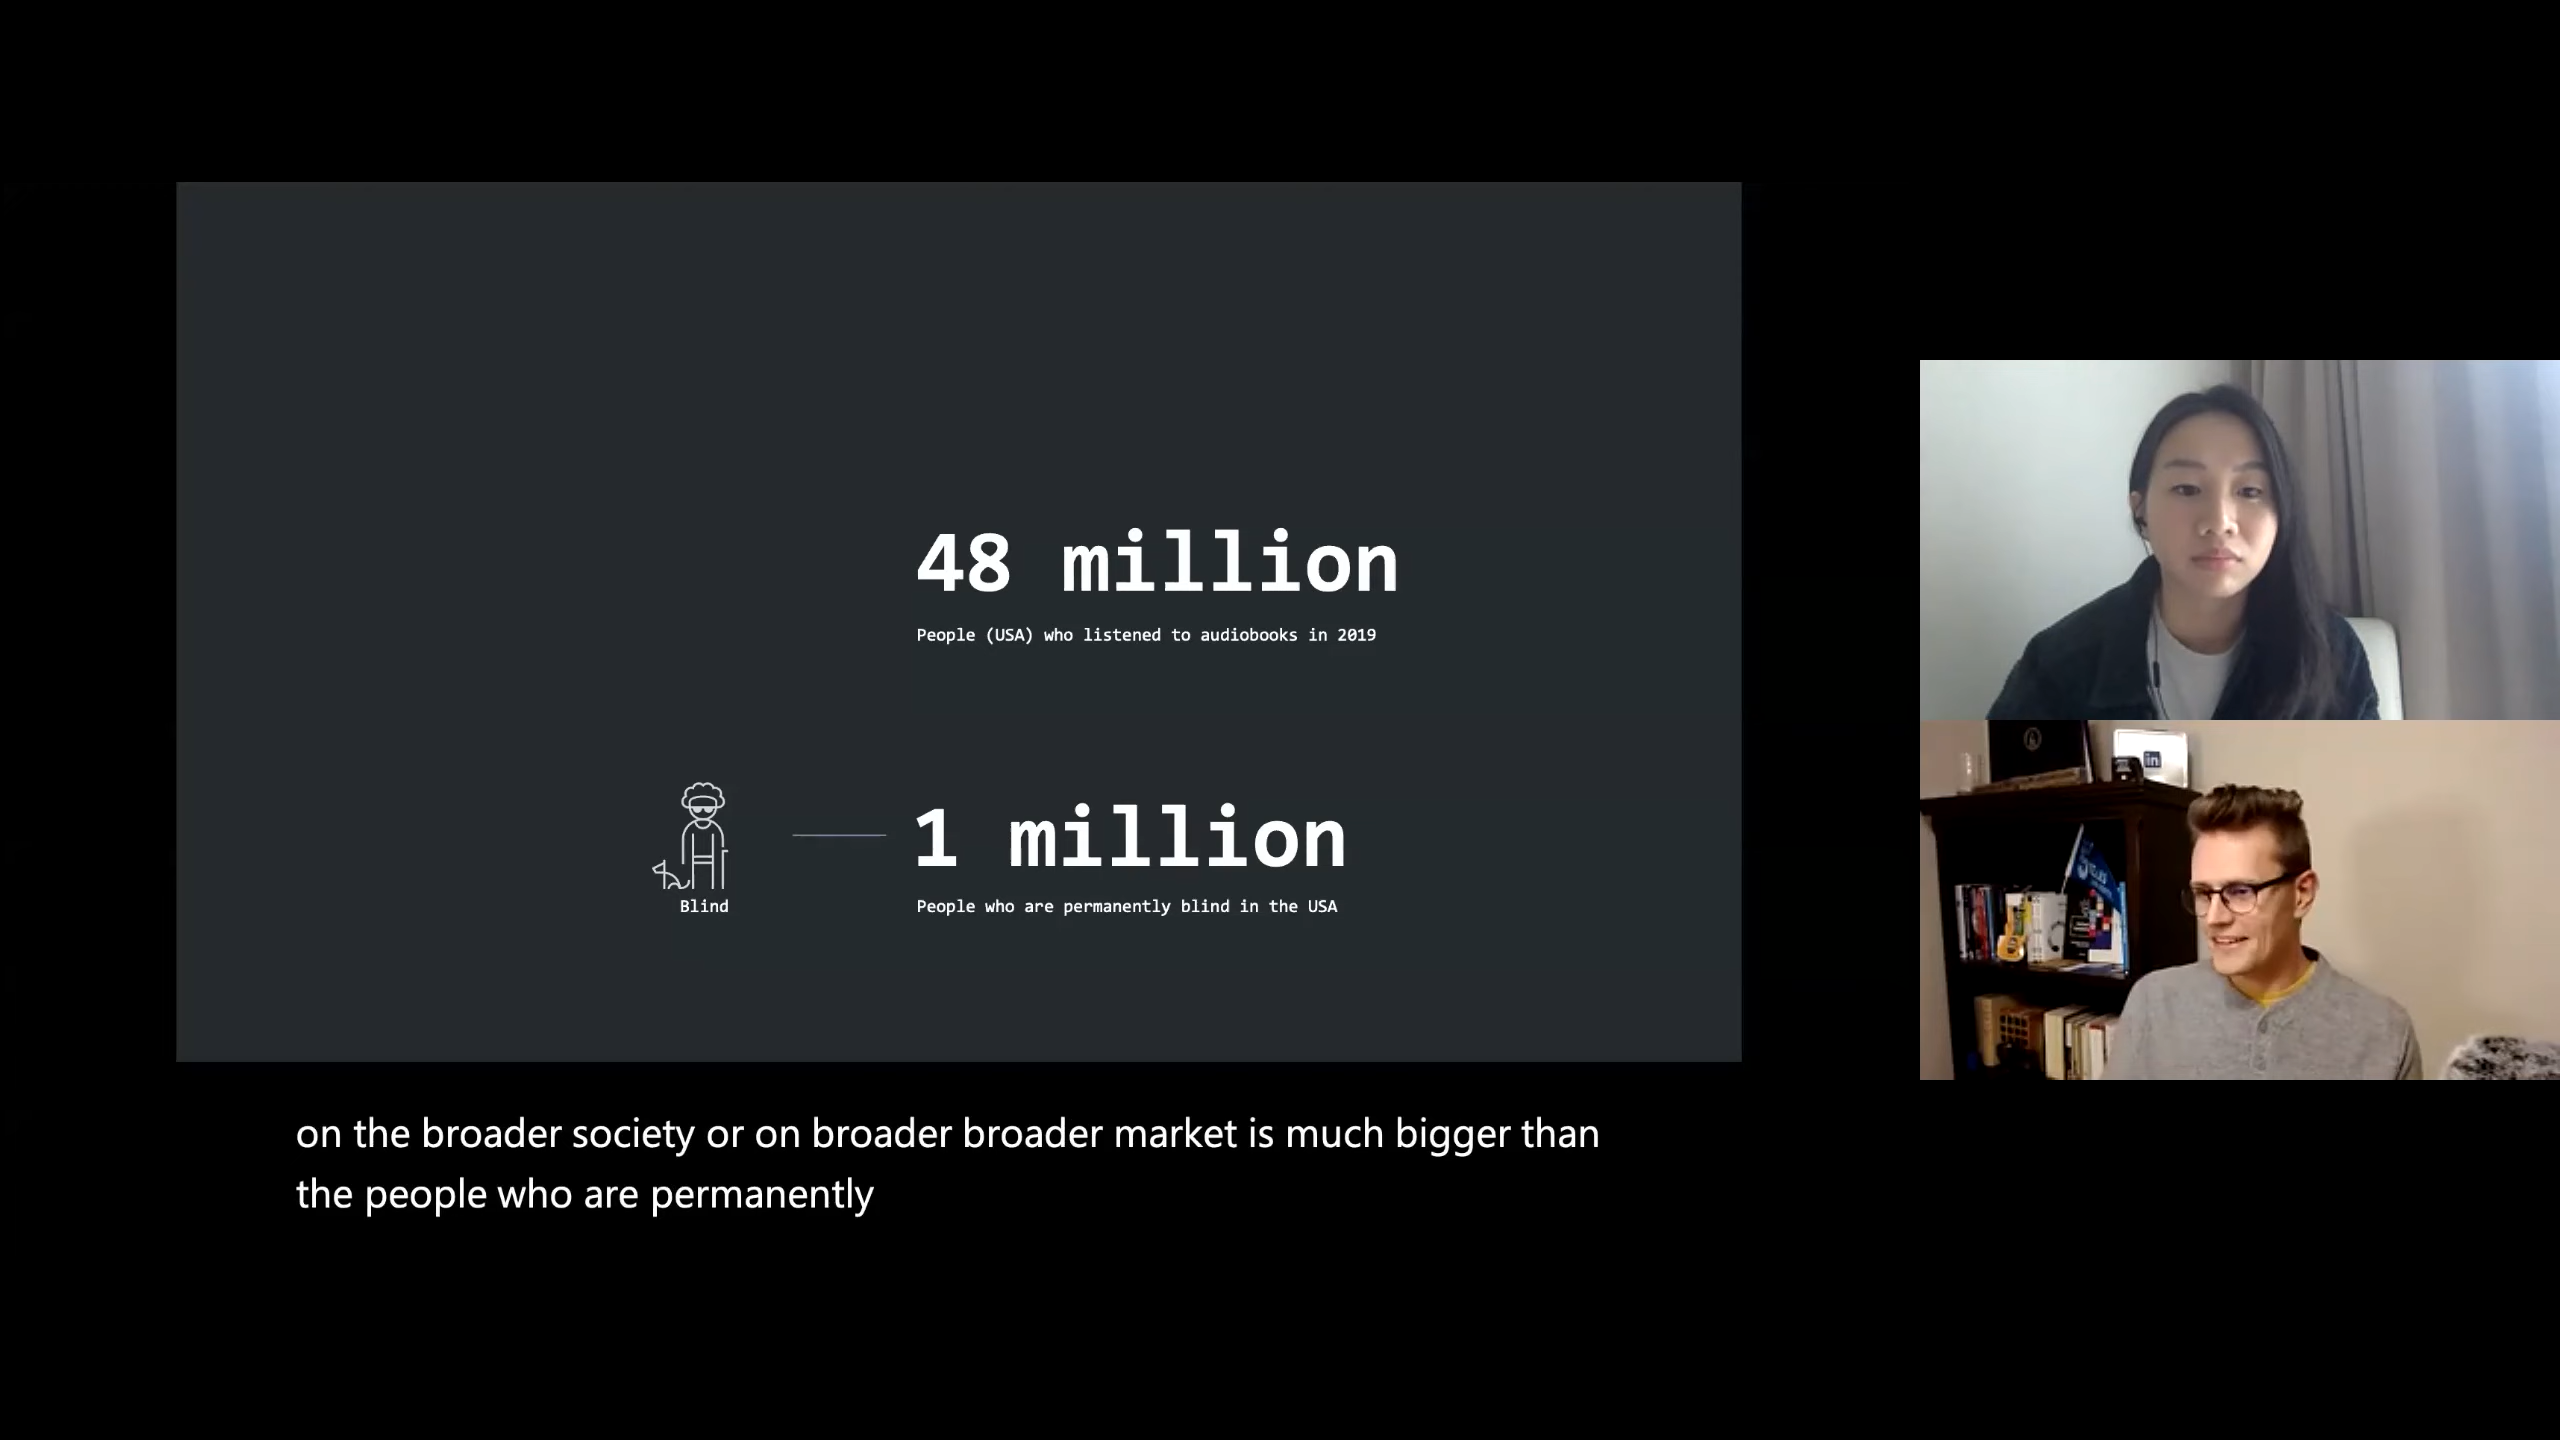 48 million
People (USA) who listened to audiobooks in 2019
1 million
Blind
People who are permanently blind in the USA
in
on the broader society or on broader broader market is much bigger than
the people who are permanently